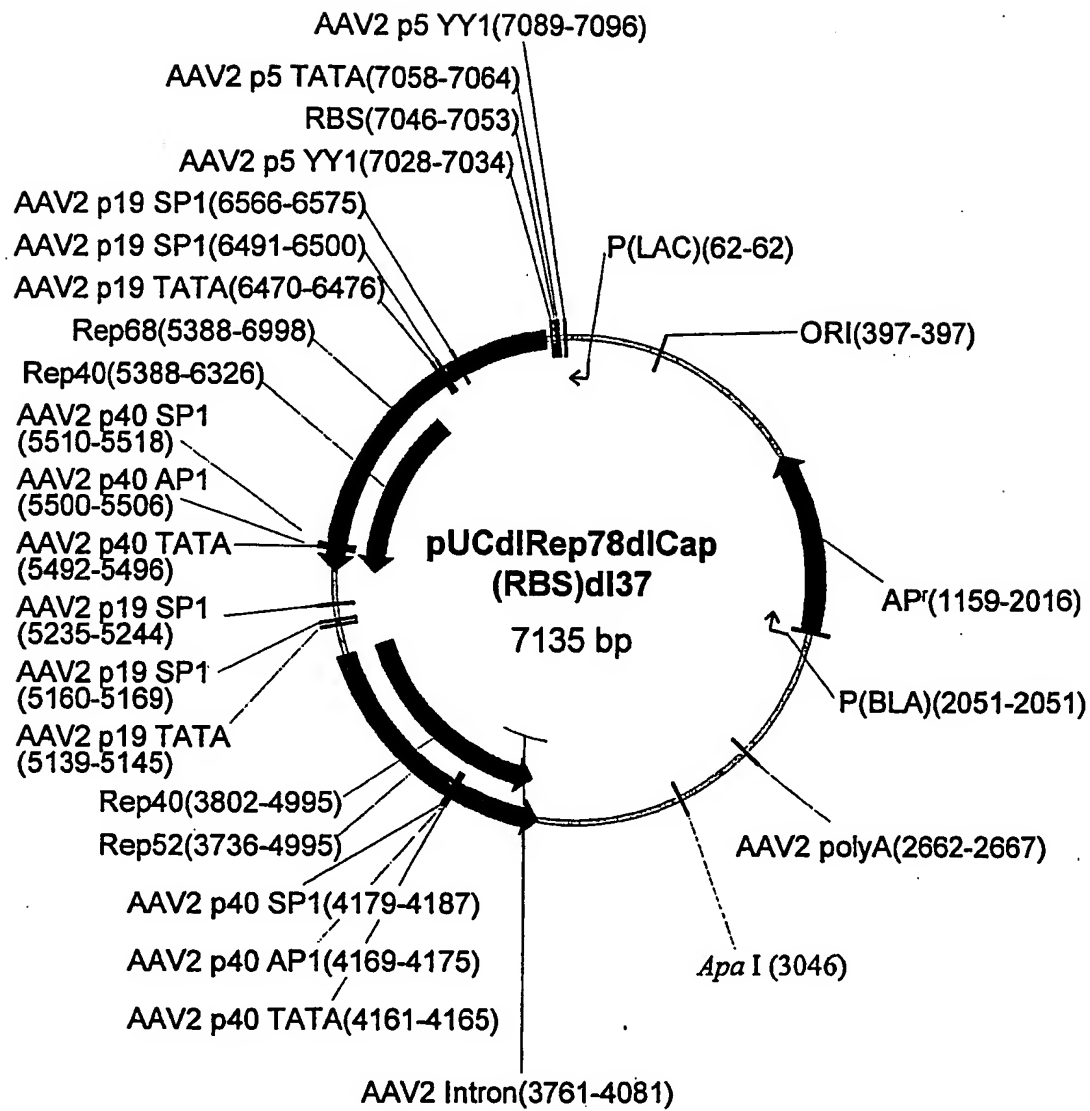 AAV2 p5 YY1(7089-7096)
AAV2 p5 TATA(7058-7064)
RBS(7046-7053)
AAV2 p5 YY1(7028-7034)
AAV2 p19 SP1(6566-6575)
AAV2 p19 SP1(6491-6500)
AAV2 p19 TATA(6470-6476)
Rep68(5388-6998)
Rep40(5388-6326)
AAV2 p40 SP1
(5510-5518)
AAV2 p40 AP1
(5500-5506)
AAV2 p40 TATA
(5492-5496)
AAV2 p19 SP1
(5235-5244)
AAV2 p19 SP1
(5160-5169)
AAV2 p19 TATA
(5139-5145)
Rep40(3802-4995)
Rep52(3736-4995)
AAV2 p40 SP1(4179-4187)
AAV2 p40 AP1(4169-4175)
AAV2 p40 TATA(4161-4165)
AAV2 Intron(3761-4081)
P(LAC)(62-62)
ORI(397-397)
APr(1159-2016)
P(BLA)(2051-2051)
AAV2 polyA(2662-2667)
Apa I (3046)
pUCdlRep78dlCap
(RBS)dl37
7135 bp